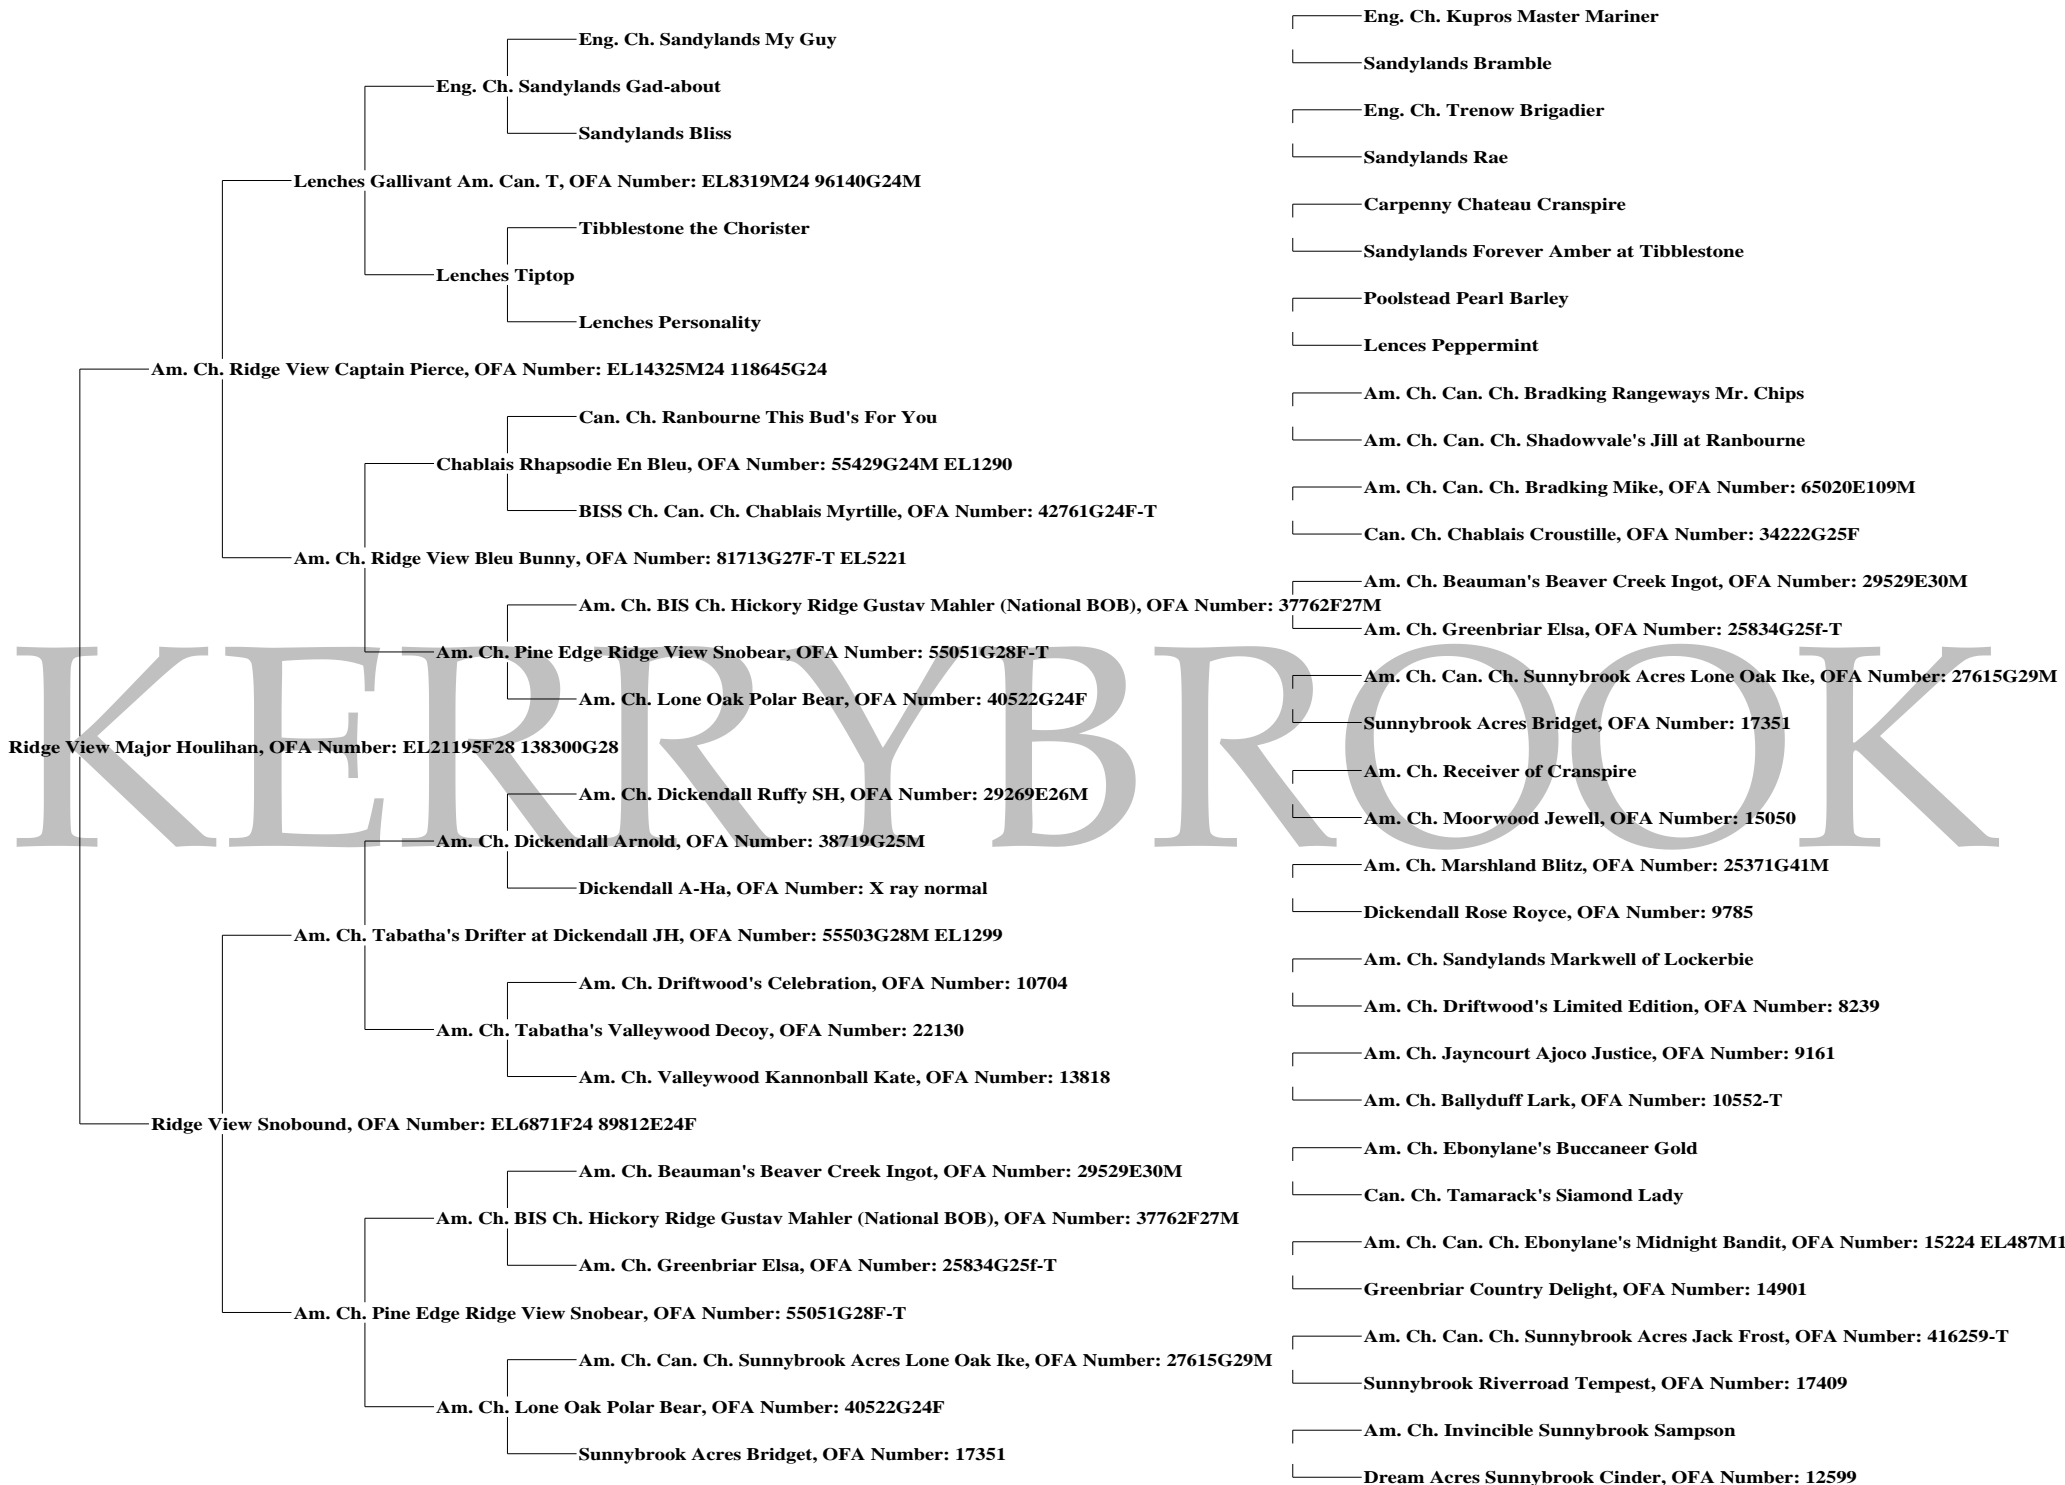 Eng. Ch. Kupros Master Mariner
Eng. Ch. Sandylands My Guy
Sandylands Bramble
Eng. Ch. Sandylands Gad-about
Eng. Ch. Trenow Brigadier
Sandylands Bliss
Sandylands Rae
Lenches Gallivant Am. Can. T, OFA Number: EL8319M24 96140G24M
Carpenny Chateau Cranspire
Tibblestone the Chorister
Sandylands Forever Amber at Tibblestone
Lenches Tiptop
Poolstead Pearl Barley
Lenches Personality
Lences Peppermint
Am. Ch. Ridge View Captain Pierce, OFA Number: EL14325M24 118645G24
Am. Ch. Can. Ch. Bradking Rangeways Mr. Chips
Can. Ch. Ranbourne This Bud's For You
Am. Ch. Can. Ch. Shadowvale's Jill at Ranbourne
Chablais Rhapsodie En Bleu, OFA Number: 55429G24M EL1290
Am. Ch. Can. Ch. Bradking Mike, OFA Number: 65020E109M
BISS Ch. Can. Ch. Chablais Myrtille, OFA Number: 42761G24F-T
Can. Ch. Chablais Croustille, OFA Number: 34222G25F
Am. Ch. Ridge View Bleu Bunny, OFA Number: 81713G27F-T EL5221
Am. Ch. Beauman's Beaver Creek Ingot, OFA Number: 29529E30M
Am. Ch. BIS Ch. Hickory Ridge Gustav Mahler (National BOB), OFA Number: 37762F27M
Am. Ch. Greenbriar Elsa, OFA Number: 25834G25f-T
Am. Ch. Pine Edge Ridge View Snobear, OFA Number: 55051G28F-T
Am. Ch. Can. Ch. Sunnybrook Acres Lone Oak Ike, OFA Number: 27615G29M
Am. Ch. Lone Oak Polar Bear, OFA Number: 40522G24F
Sunnybrook Acres Bridget, OFA Number: 17351
KERRYBROOK
Ridge View Major Houlihan, OFA Number: EL21195F28 138300G28
Am. Ch. Receiver of Cranspire
Am. Ch. Dickendall Ruffy SH, OFA Number: 29269E26M
Am. Ch. Moorwood Jewell, OFA Number: 15050
Am. Ch. Dickendall Arnold, OFA Number: 38719G25M
Am. Ch. Marshland Blitz, OFA Number: 25371G41M
Dickendall A-Ha, OFA Number: X ray normal
Dickendall Rose Royce, OFA Number: 9785
Am. Ch. Tabatha's Drifter at Dickendall JH, OFA Number: 55503G28M EL1299
Am. Ch. Sandylands Markwell of Lockerbie
Am. Ch. Driftwood's Celebration, OFA Number: 10704
Am. Ch. Driftwood's Limited Edition, OFA Number: 8239
Am. Ch. Tabatha's Valleywood Decoy, OFA Number: 22130
Am. Ch. Jayncourt Ajoco Justice, OFA Number: 9161
Am. Ch. Valleywood Kannonball Kate, OFA Number: 13818
Am. Ch. Ballyduff Lark, OFA Number: 10552-T
Ridge View Snobound, OFA Number: EL6871F24 89812E24F
Am. Ch. Ebonylane's Buccaneer Gold
Am. Ch. Beauman's Beaver Creek Ingot, OFA Number: 29529E30M
Can. Ch. Tamarack's Siamond Lady
Am. Ch. BIS Ch. Hickory Ridge Gustav Mahler (National BOB), OFA Number: 37762F27M
Am. Ch. Can. Ch. Ebonylane's Midnight Bandit, OFA Number: 15224 EL487M1
Am. Ch. Greenbriar Elsa, OFA Number: 25834G25f-T
Greenbriar Country Delight, OFA Number: 14901
Am. Ch. Pine Edge Ridge View Snobear, OFA Number: 55051G28F-T
Am. Ch. Can. Ch. Sunnybrook Acres Jack Frost, OFA Number: 416259-T
Am. Ch. Can. Ch. Sunnybrook Acres Lone Oak Ike, OFA Number: 27615G29M
Sunnybrook Riverroad Tempest, OFA Number: 17409
Am. Ch. Lone Oak Polar Bear, OFA Number: 40522G24F
Am. Ch. Invincible Sunnybrook Sampson
Sunnybrook Acres Bridget, OFA Number: 17351
Dream Acres Sunnybrook Cinder, OFA Number: 12599